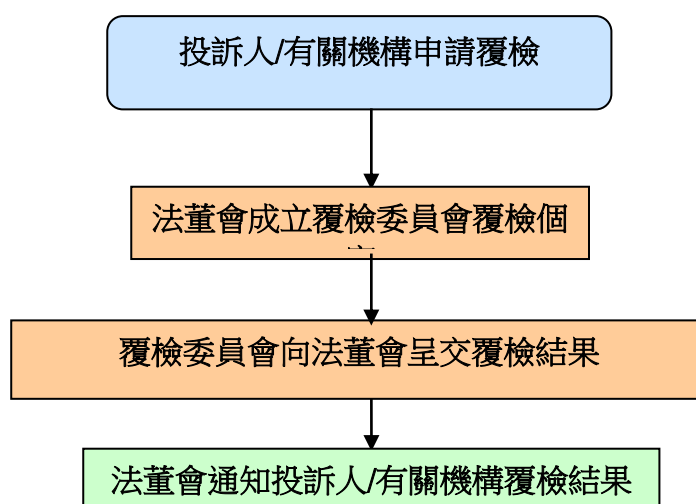 投訴人/有關機構申請覆檢
法董會成立覆檢委員會覆檢個
覆檢委員會向法董會呈交覆檢結果
法董會通知投訴人/有關機構覆檢結果